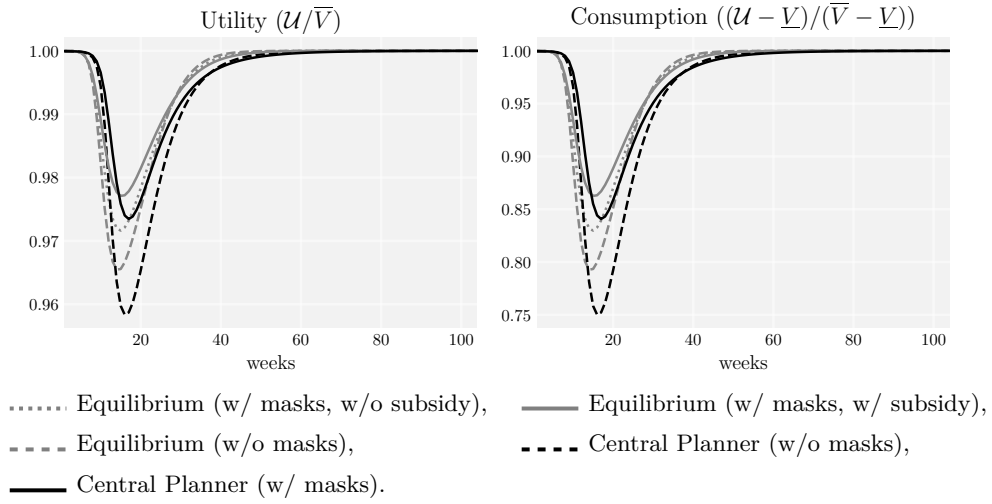 Utility (𝒰/V̅)
Consumption ((𝒰 − V̲)/(V̅ − V̲))
1.00
0.99
0.98
0.97
0.96
20 40 60 80 100
weeks
1.00
0.95
0.90
0.85
0.80
0.75
20 40 60 80 100
weeks
Equilibrium (w/ masks, w/o subsidy),
Equilibrium (w/ masks, w/ subsidy),
Equilibrium (w/o masks),
Central Planner (w/o masks),
Central Planner (w/ masks).